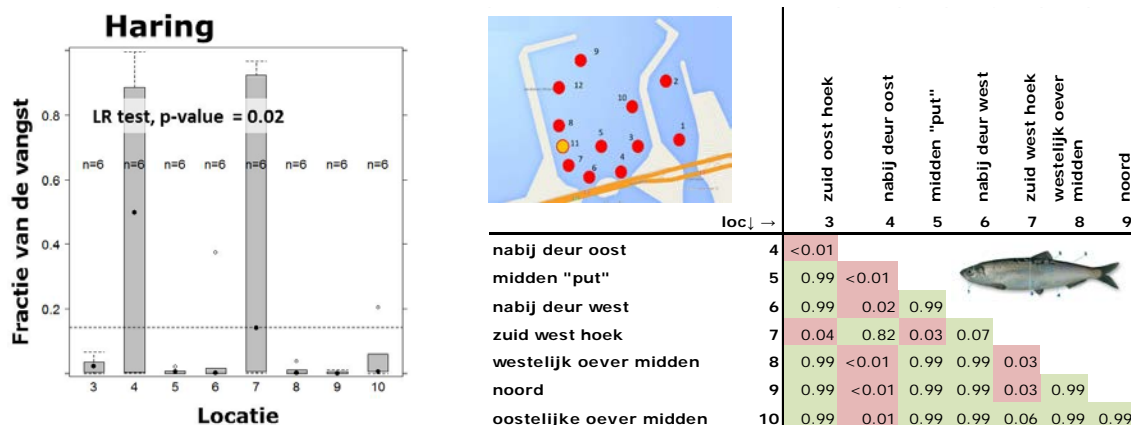 Haring
Fractie van de vangst
0.8
0.6
0.4
0.2
LR test, p-value = 0.02
n=6 n=6 n=6 n=6 n=6 n=6 n=6 n=6
3 4 5 6 7 8 9 10
Locatie
9
2
12
10
8
1
11
5
3
7
6
4
zuid oost hoek
nabij deur oost
midden "put"
nabij deur west
zuid west hoek
westelijk oever
midden
noord
loc↓ → 3 4 5 6 7 8 9
nabij deur oost 4 <0.01
midden "put" 5 0.99 <0.01
nabij deur west 6 0.99 0.02 0.99
zuid west hoek 7 0.04 0.82 0.03 0.07
westelijk oever midden 8 0.99 <0.01 0.99 0.99 0.03
noord 9 0.99 <0.01 0.99 0.99 0.03 0.99
oostelijke oever midden 10 0.99 0.01 0.99 0.99 0.06 0.99 0.99